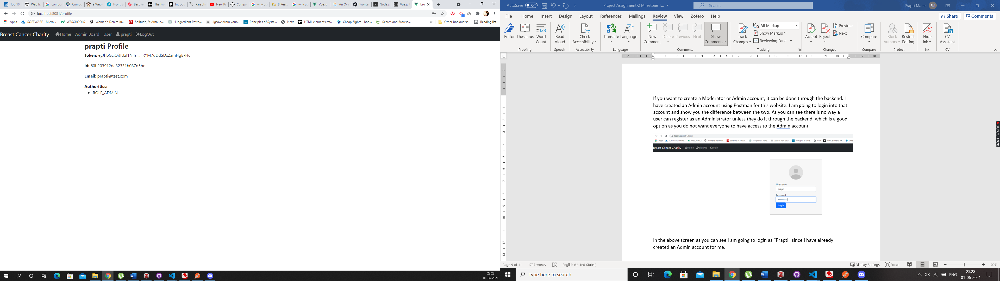 Top 10
Web fr
compo
Compa
9 Web
Front E
Best Fr
The Fro
Introdu
Paraph
New Pa
Compo
why us
8 Reaso
why us
Vue.js
An Ove
Fronte
Node.j
Vue.js
bre
localhost:8081/profile
Apps SOFTWARE - Micro... W3SCHOOLS Women's Denim Ju... Solitude, St Arnaud... 4 Ingredient Pesto... Jigsaws from your... Principles of Syste... Next HTML elements ref... Cheap flights - Boo... Search and Browse... » Other bookmarks Reading list
Breast Cancer Charity Home Admin Board User prapti LogOut
prapti Profile
Token: eyJhbGciOiJIUzI1NiIs ... lRYM7uDdSDxZzmHgB-Hc
Id: 60b203912da32331b087d5bc
Email: prapti@test.com
Authorities:
• ROLE_ADMIN
23:28
01-06-2021
AutoSave Off Project Assignment-2 Milestone T... Search Prapti Mane PM
File Home Insert Design Layout References Mailings Review View Zotero Help Share Comments
Editor Thesaurus Word Count
Read Aloud
Check Accessibility
Translate Language
New Comment Delete Previous Next Show Comments
Track Changes All Markup
Show Markup
Reviewing Pane
Accept Reject Previous
Next
Compare
Block Authors Restrict Editing
Hide Ink
CV Assistant
Proofing Speech Accessibility Language Comments Tracking Changes Compare Protect Ink CV
If you want to create a Moderator or Admin account, it can be done through the backend. I
have created an Admin account using Postman for this website. I am going to login into that
account and show you the difference between the two. As you can see there is no way a
user can register as an Administrator unless they do it through the backend, which is a good
option as you do not want everyone to have access to the Admin account.
localhost:8081/login
Apps SOFTWARE - Micro... W3SCHOOLS Women's Denim Ju... Solitude, St Arnaud... 4 Ingredient Pesto... Jigsaws from your... Principles of Syste... Next HTML elements ref... Chea
Breast Cancer Charity Home Sign Up Login
Username
prapti
Password
Login
In the above screen as you can see I am going to login as “Prapti” since I have already
created an Admin account for me.
screenrec
Page 9 of 11 1727 words English (United States) Display Settings Focus 100%
Type here to search
ENG
23:28
01-06-2021